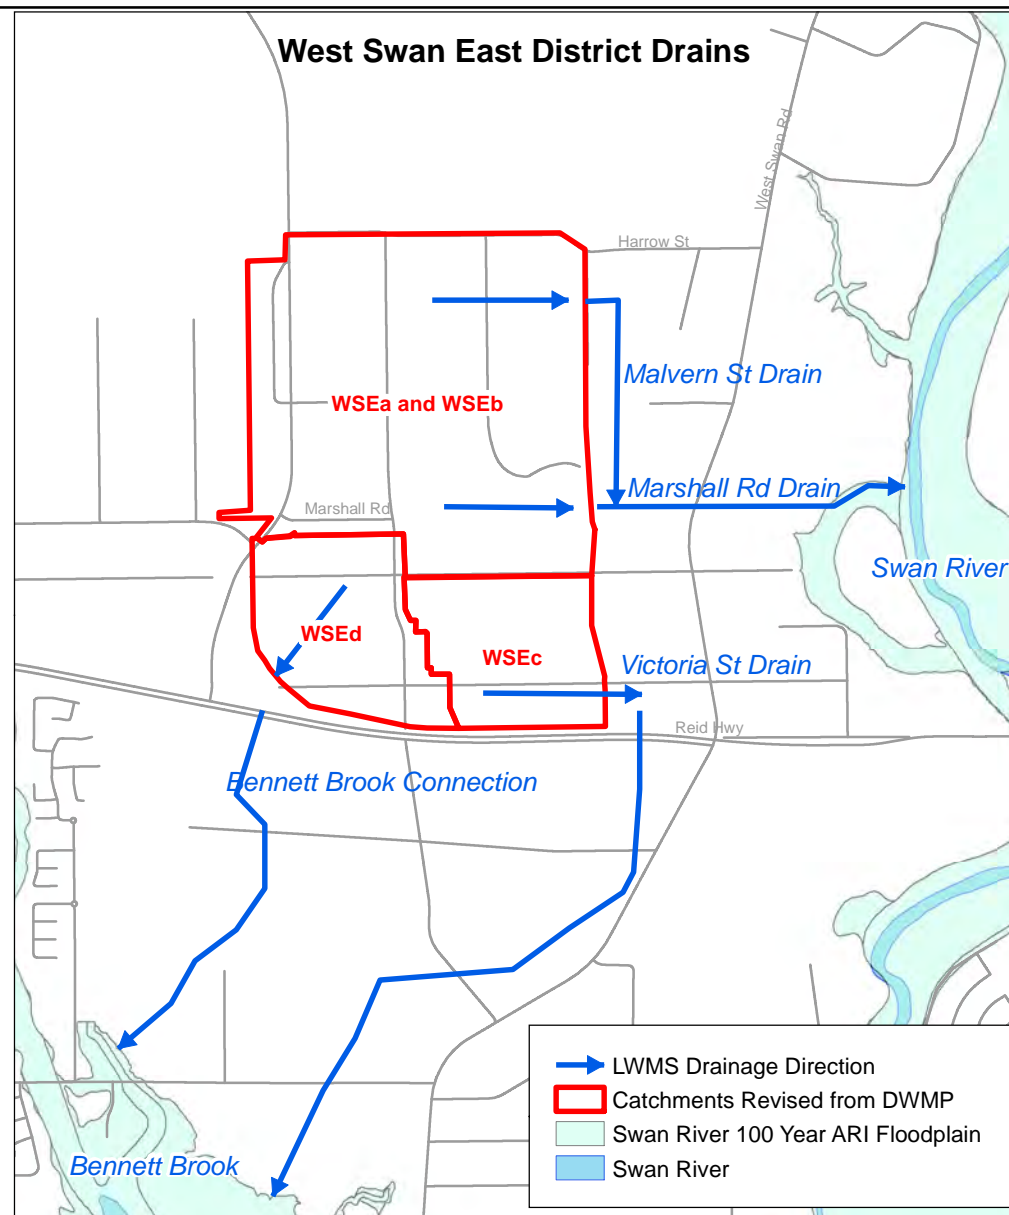 West Swan East District Drains
West Swan Rd
Harrow St
Malvern St Drain
WSEa and WSEb
Marshall Rd Drain
Marshall Rd
Swan River
WSEd
WSEc
Victoria St Drain
Reid Hwy
Bennett Brook Connection
LWMS Drainage Direction
Catchments Revised from DWMP
Swan River 100 Year ARI Floodplain
Swan River
Bennett Brook